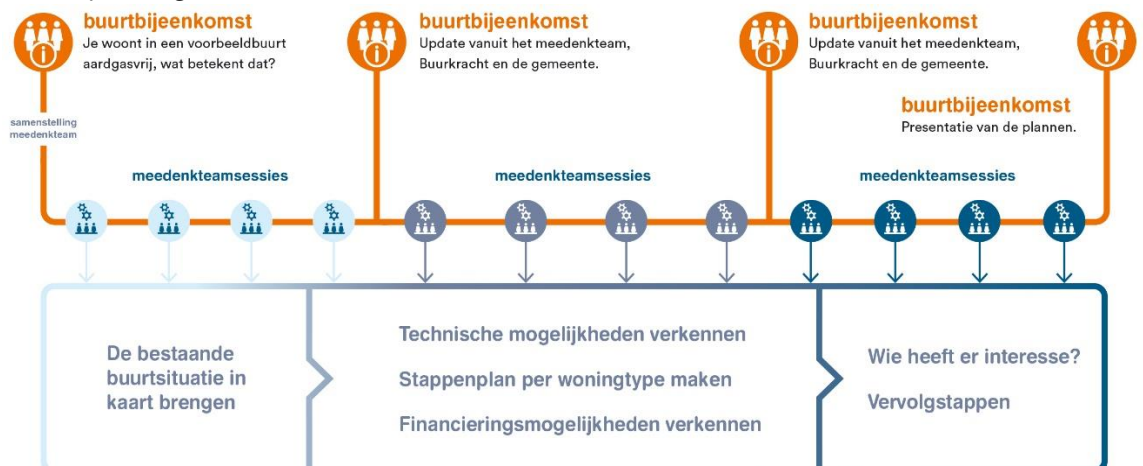 buurtbijeenkomst
Je woont in een voorbeeldbuurt
aardgasvrij, wat betekent dat?
buurtbijeenkomst
Update vanuit het meedenkteam,
Buurkracht en de gemeente.
buurtbijeenkomst
Update vanuit het meedenkteam,
Buurkracht en de gemeente.
buurtbijeenkomst
Presentatie van de plannen.
samenstelling
meedenkteam
meedenkteamsessies
meedenkteamsessies
meedenkteamsessies
De bestaande
buurtsituatie in
kaart brengen
Technische mogelijkheden verkennen
Stappenplan per woningtype maken
Financieringsmogelijkheden verkennen
Wie heeft er interesse?
Vervolgstappen